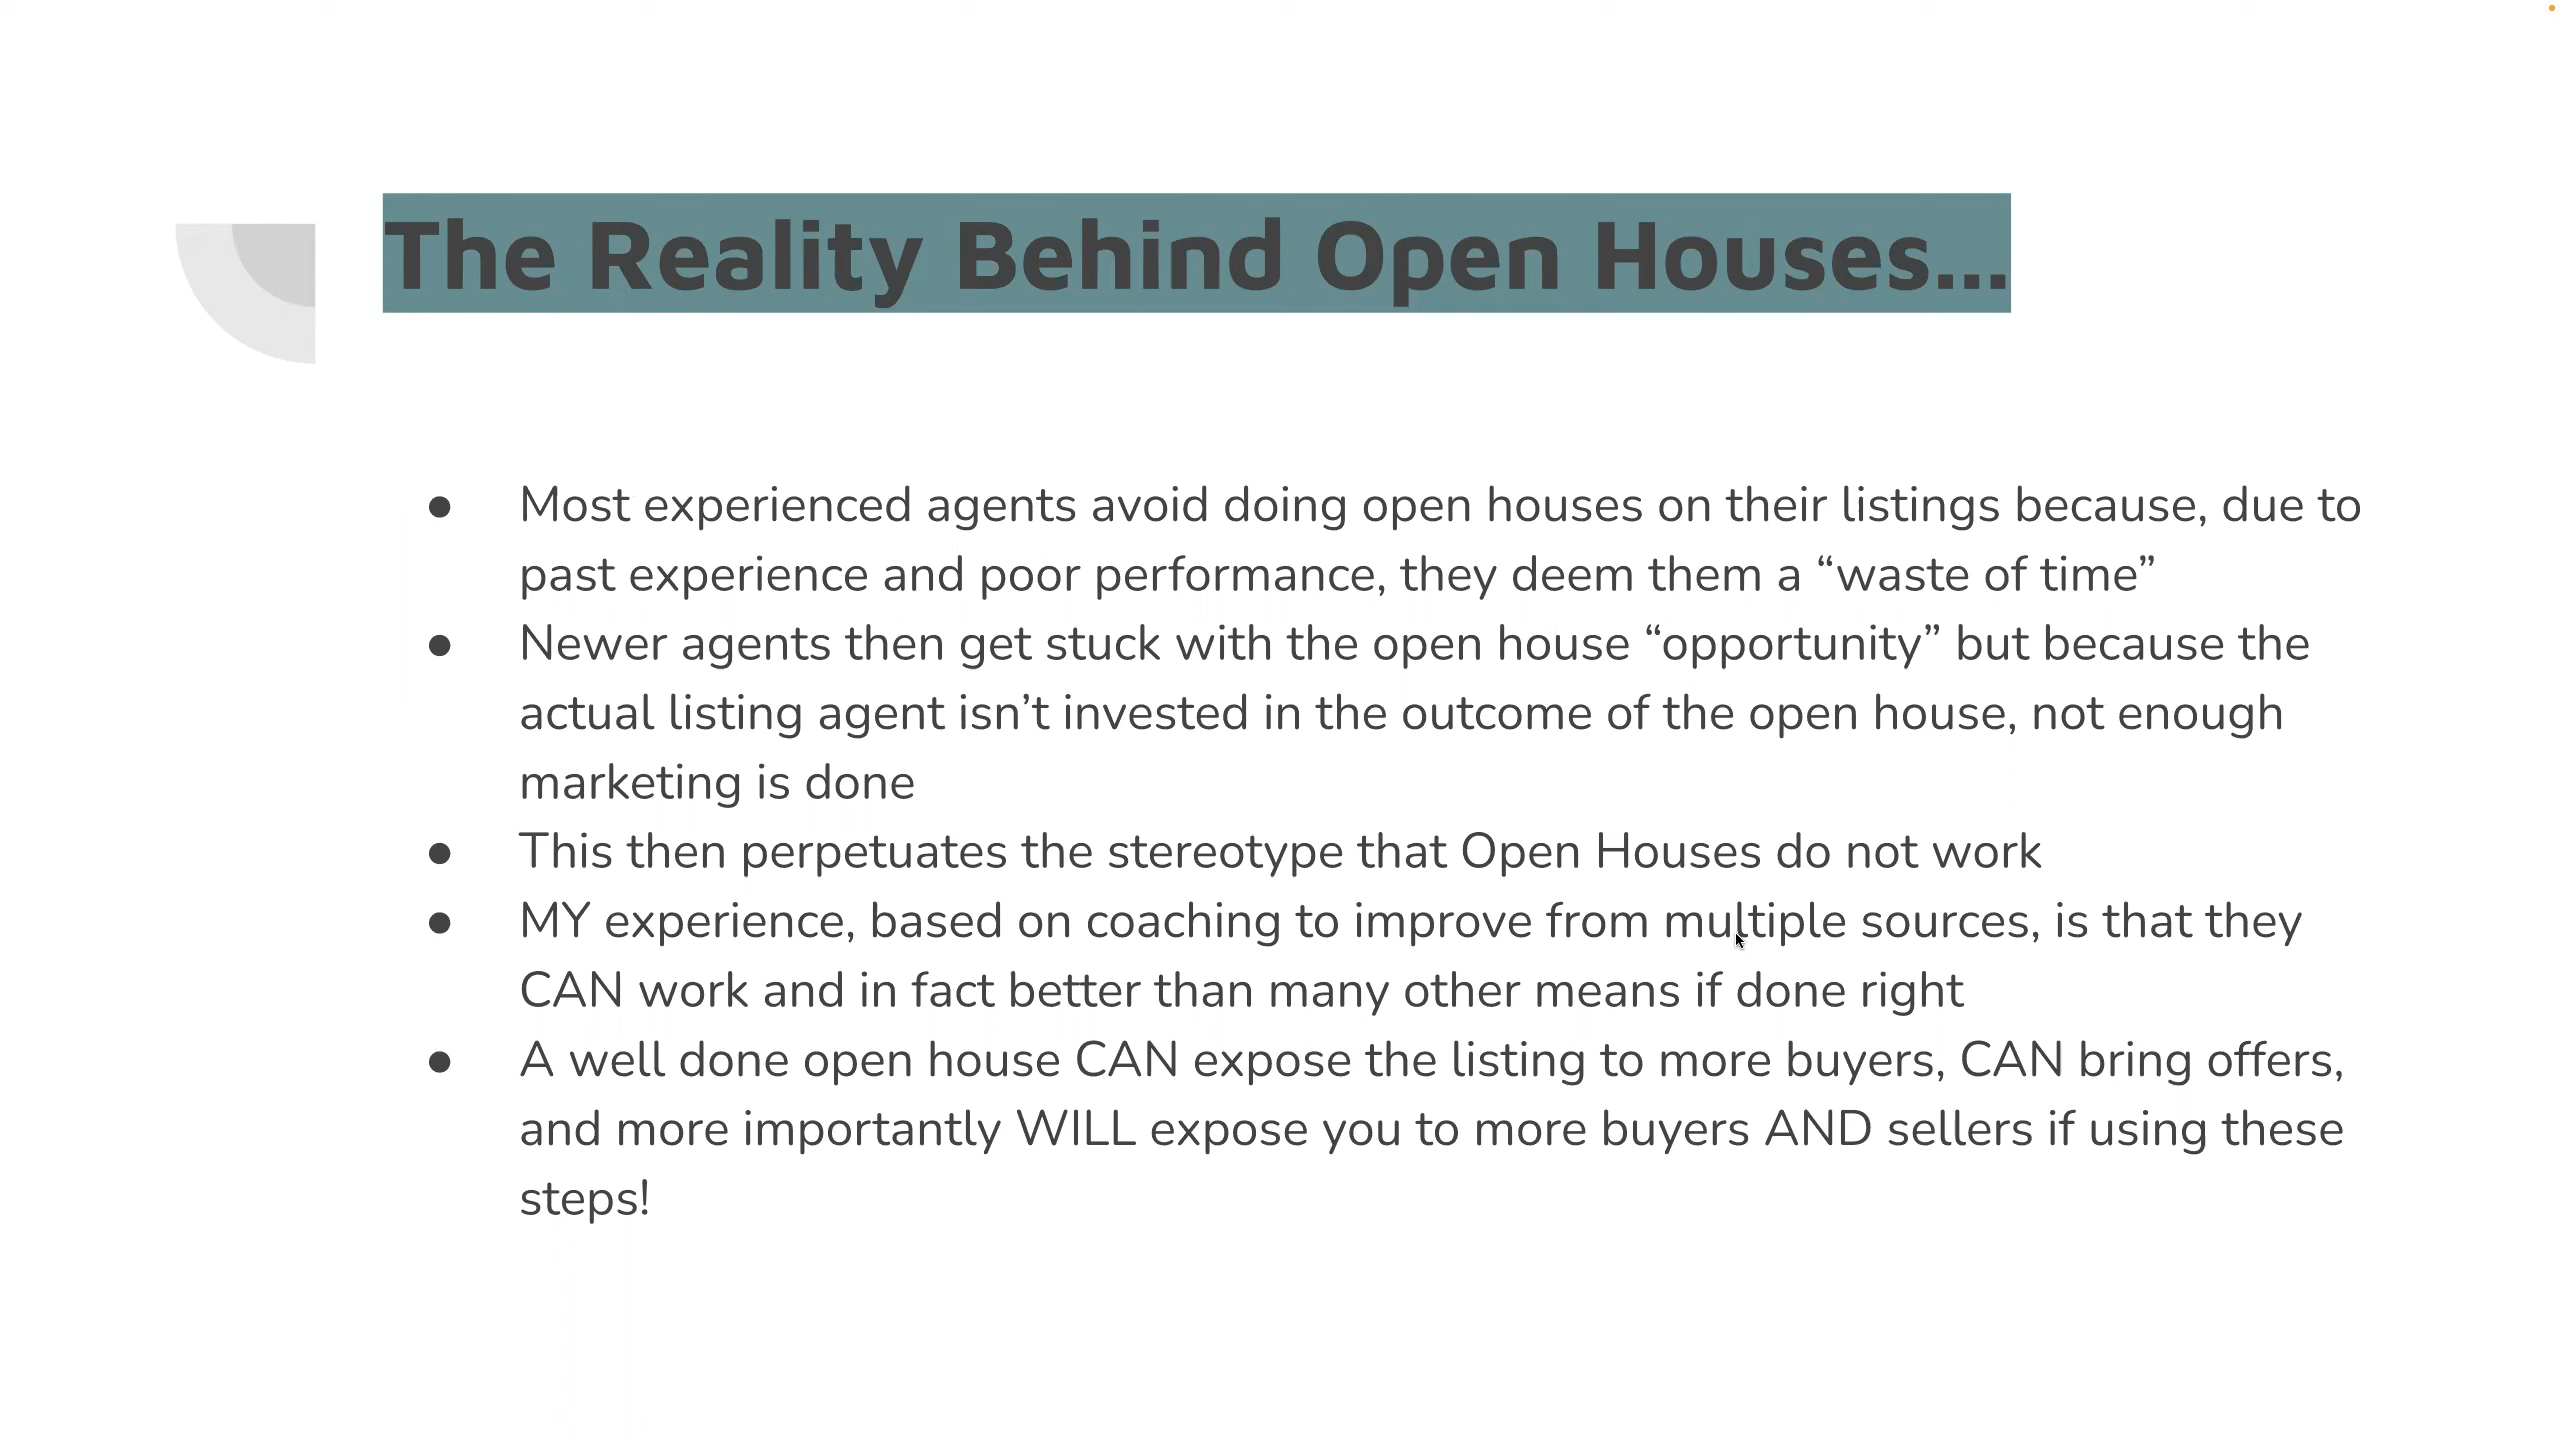 The Reality Behind Open Houses...
● Most experienced agents avoid doing open houses on their listings because, due to
past experience and poor performance, they deem them a “waste of time”
● Newer agents then get stuck with the open house “opportunity” but because the
actual listing agent isn’t invested in the outcome of the open house, not enough
marketing is done
● This then perpetuates the stereotype that Open Houses do not work
● MY experience, based on coaching to improve from multiple sources, is that they
CAN work and in fact better than many other means if done right
● A well done open house CAN expose the listing to more buyers, CAN bring offers,
and more importantly WILL expose you to more buyers AND sellers if using these
steps!